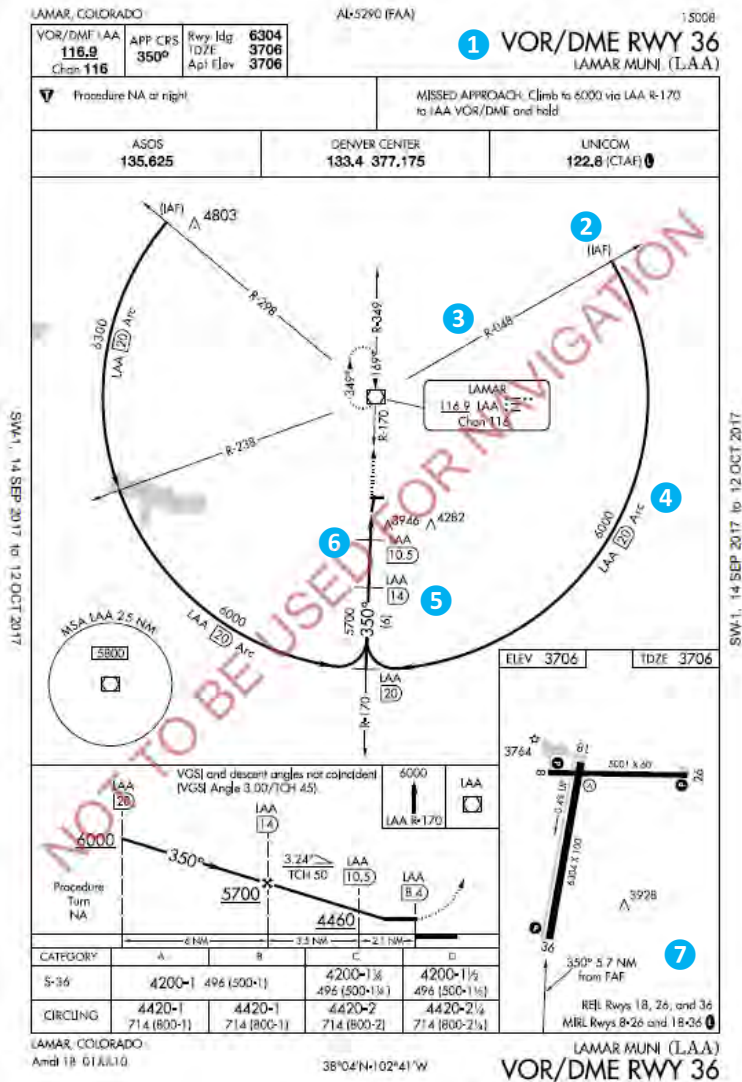 LAMAR, COLORADO
AL-5290 (FAA)
15008
VOR/DME LAA
116.9
Chan 116
APP CRS
350°
Rwy ldg 6304
TDZE 3706
Apt Elev 3706
1
VOR/DME RWY 36
LAMAR MUNI (LAA)
T Procedure NA at night
MISSED APPROACH: Climb to 6000 via LAA R-170
to LAA VOR/DME and hold
ASOS
135.625
DENVER CENTER
133.4 377.175
UNICOM
122.8 (CTAF) L
(IAF)
4803
2
(IAF)
R-298
R-349
3
R-048
6300
LAA 20 Arc
349°
169°
LAMAR
116.9 LAA
Chan 116
R-170
R-238
4
6000
LAA 20 Arc
3946
4282
6
LAA
10.5
LAA
14
5
6000
LAA 20 Arc
5700
350°
(6)
MSA LAA 25 NM
5800
LAA
20
R-170
NOT TO BE USED FOR NAVIGATION
SW-1, 14 SEP 2017 to 12 OCT 2017
SW-1, 14 SEP 2017 to 12 OCT 2017
ELEV 3706
TDZE 3706
3764
18
P
8
5001 X 60
26
A
P
0.4% UP
6304 X 100
3928
P
36
350° 5.7 NM
from FAF
7
REIL Rwys 18, 26, and 36
MIRL Rwys 8-26 and 18-36 L
VGSI and descent angles not coincident
(VGSI Angle 3.00/TCH 45).
6000
LAA R-170
LAA
LAA
20
LAA
14
6000
350°
3.24°
TCH 50
LAA
10.5
LAA
8.4
Procedure
Turn
NA
5700
4460
6 NM
3.5 NM
2.1 NM
CATEGORY A B C D
S-36 4200-1 496 (500-1) 4200-1⅜ 496 (500-1⅜) 4200-1½ 496 (500-1½)
CIRCLING 4420-1 714 (800-1) 4420-1 714 (800-1) 4420-2 714 (800-2) 4420-2¼ 714 (800-2¼)
LAMAR, COLORADO
Amdt 1B 01JUL10
38°04'N-102°41'W
LAMAR MUNI (LAA)
VOR/DME RWY 36